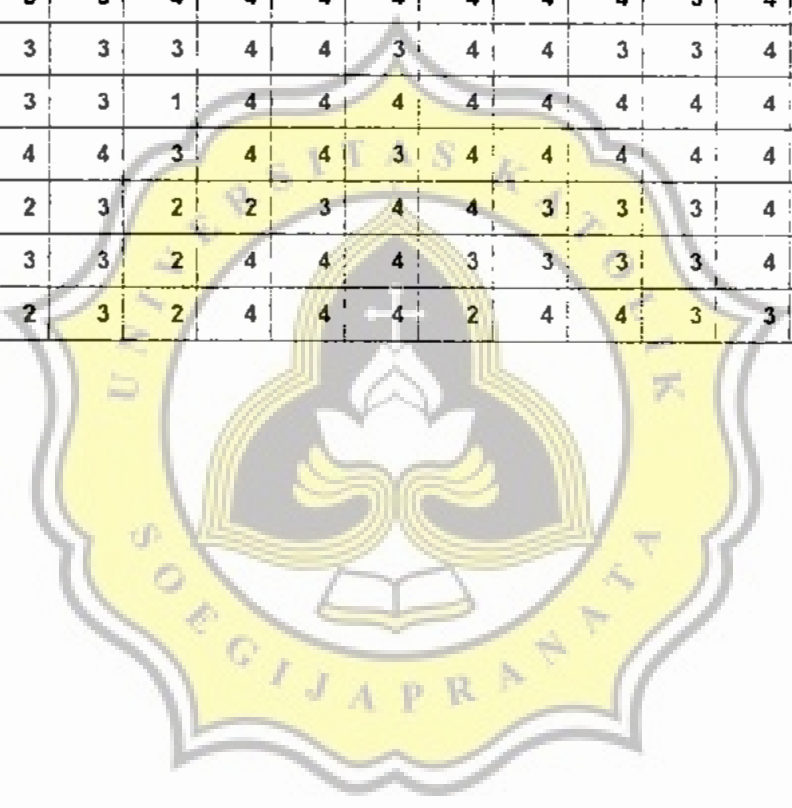 3 3 3 4 4 3 4 4 3 3 4
3 3 1 4 4 4 4 4 4 4 4
4 4 3 4 4 3 4 4 4 4 4
2 3 2 2 3 4 4 3 3 3 4
3 3 2 4 4 4 3 3 3 3 4
2 3 2 4 4 4 2 4 4 3 3
UNIVERSITAS KATOLIK
SOEGIJAPRANATA